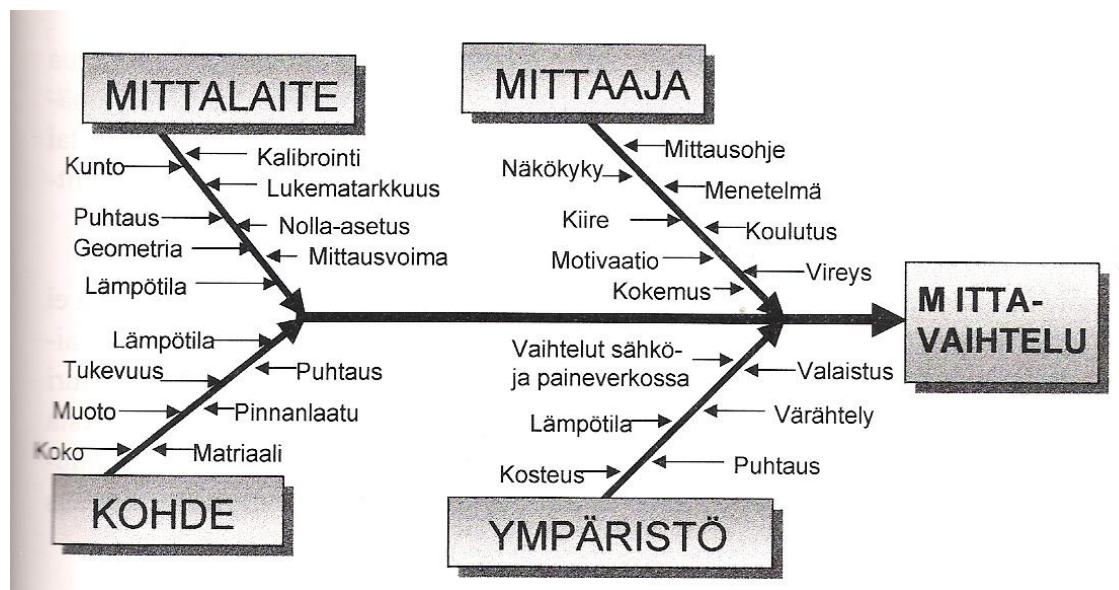 MITTALAITE
Kunto
Kalibrointi
Lukematarkkuus
Puhtaus
Nolla-asetus
Geometria
Mittausvoima
Lämpötila
MITTAAJA
Mittausohje
Näkökyky
Menetelmä
Kiire
Koulutus
Motivaatio
Vireys
Kokemus
M ITTA-
VAIHTELU
Lämpötila
Tukevuus
Puhtaus
Muoto
Pinnanlaatu
Koko
Matriaali
KOHDE
Vaihtelut sähkö-
ja paineverkossa
Valaistus
Lämpötila
Värähtely
Kosteus
Puhtaus
YMPÄRISTÖ